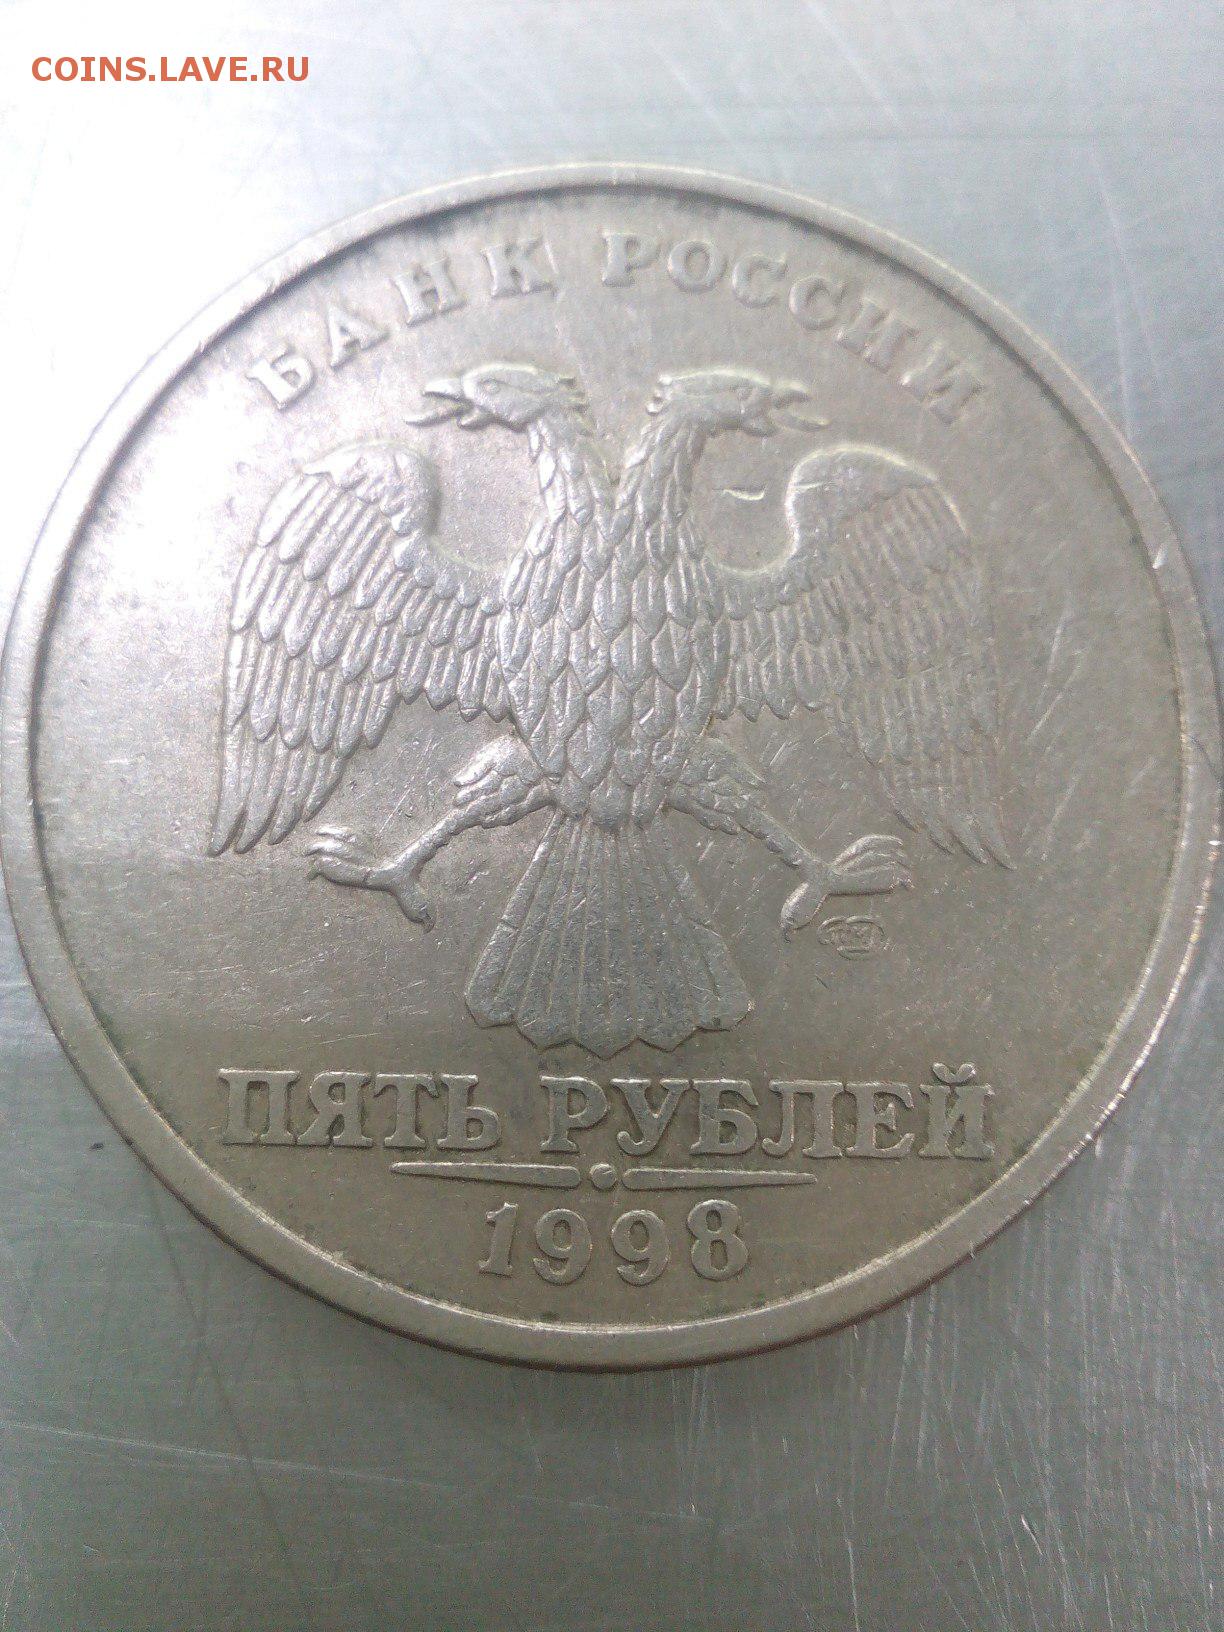 COINS.LAVE.RU
БАНК РОССИИ
ПЯТЬ РУБЛЕЙ
1998